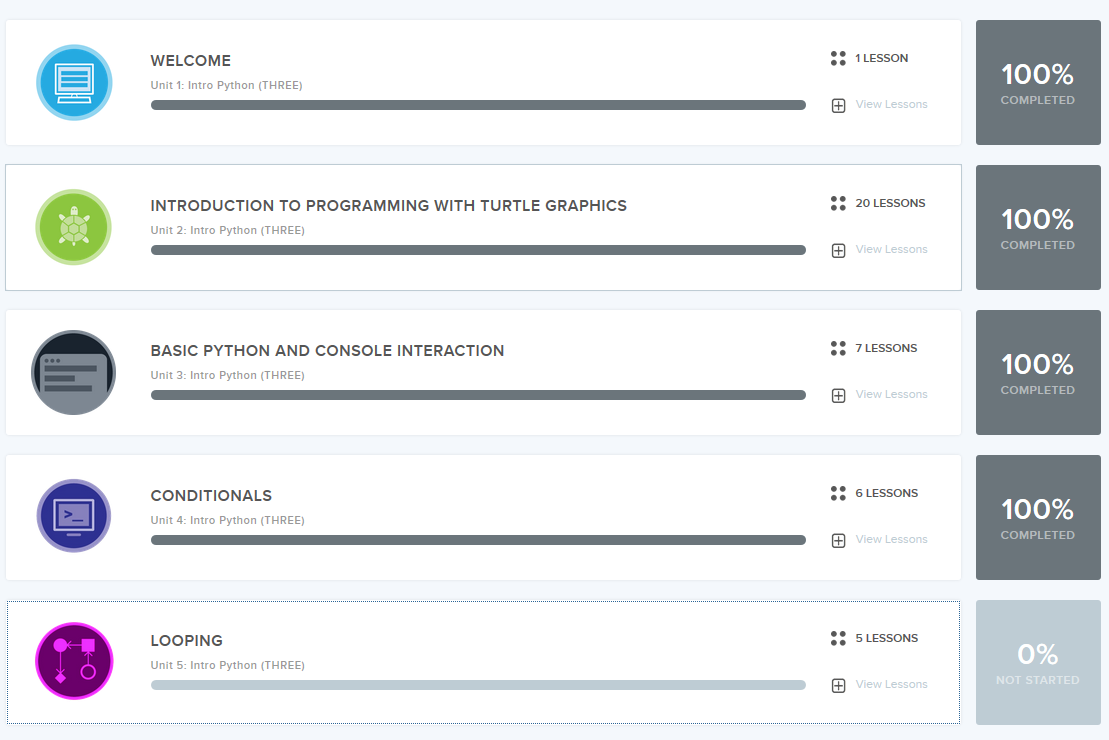 WELCOME
Unit 1: Intro Python (THREE)
1 LESSON
View Lessons
100%
COMPLETED
INTRODUCTION TO PROGRAMMING WITH TURTLE GRAPHICS
Unit 2: Intro Python (THREE)
20 LESSONS
View Lessons
100%
COMPLETED
BASIC PYTHON AND CONSOLE INTERACTION
Unit 3: Intro Python (THREE)
7 LESSONS
View Lessons
100%
COMPLETED
>_
CONDITIONALS
Unit 4: Intro Python (THREE)
6 LESSONS
View Lessons
100%
COMPLETED
LOOPING
Unit 5: Intro Python (THREE)
5 LESSONS
View Lessons
0%
NOT STARTED